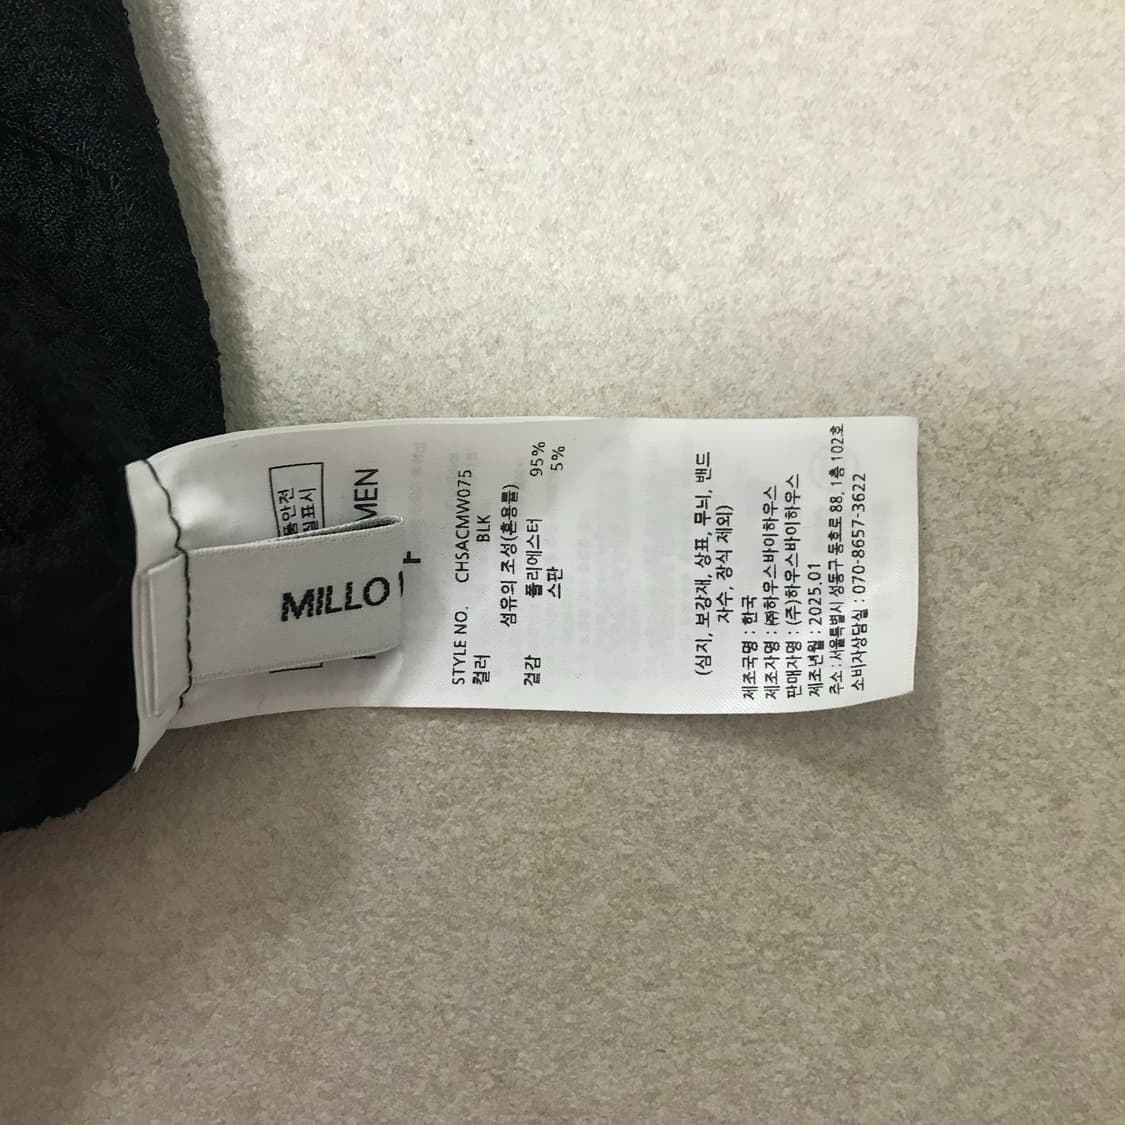 MILLO
MEN
STYLE NO. CHSACMW075
컬러 BLK
섬유의 조성(혼용률)
겉감 폴리에스터 95%
스판 5%
(심지, 보강재, 상표, 무늬, 밴드
자수, 장식 제외)
제조국명 : 한국
제조자명 : ㈜하우스바이하우스
판매자명 : (주)하우스바이하우스
제조년월 : 2025.01
주소 : 서울특별시 성동구 동호로 88, 1층 102호
소비자상담실 : 070-8657-3622